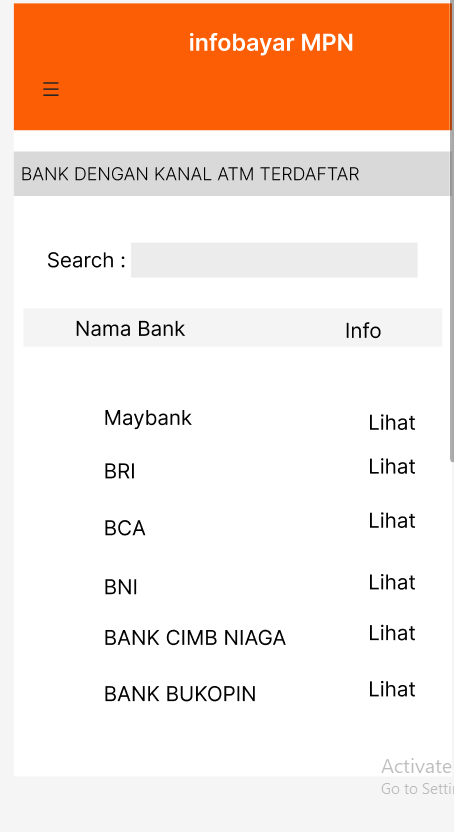 infobayar MPN
BANK DENGAN KANAL ATM TERDAFTAR
Search :
Nama Bank Info
Maybank Lihat
BRI Lihat
BCA Lihat
BNI Lihat
BANK CIMB NIAGA Lihat
BANK BUKOPIN Lihat
Activate
Go to